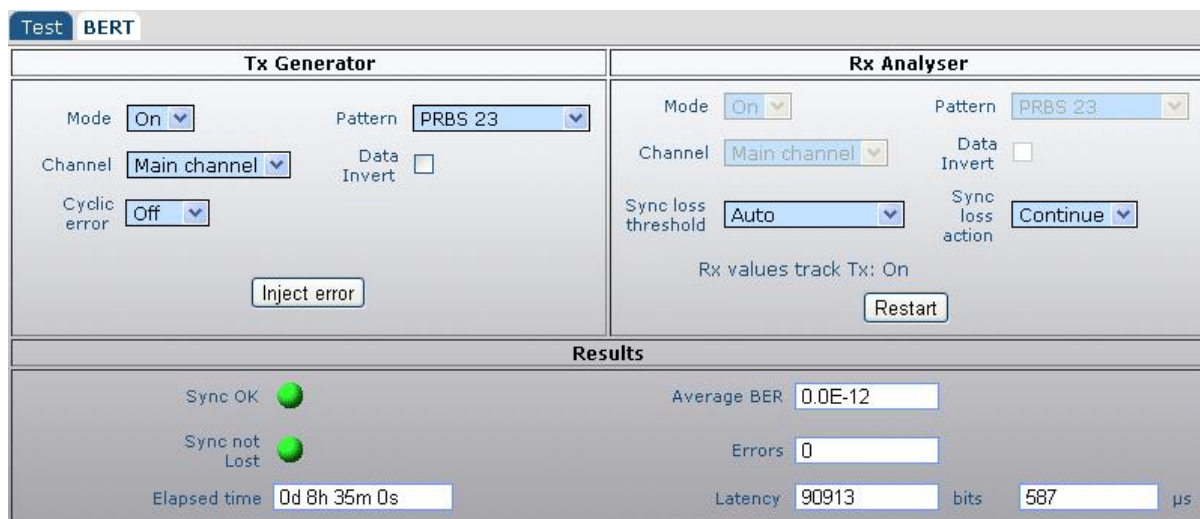 Test BERT
Tx Generator
Mode On Pattern PRBS 23
Channel Main channel Data Invert
Cyclic error Off
Inject error
Rx Analyser
Mode On Pattern PRBS 23
Channel Main channel Data Invert
Sync loss threshold Auto Sync loss action Continue
Rx values track Tx: On
Restart
Results
Sync OK Average BER 0.0E-12
Sync not Lost Errors 0
Elapsed time 0d 8h 35m 0s Latency 90913 bits 587 µs